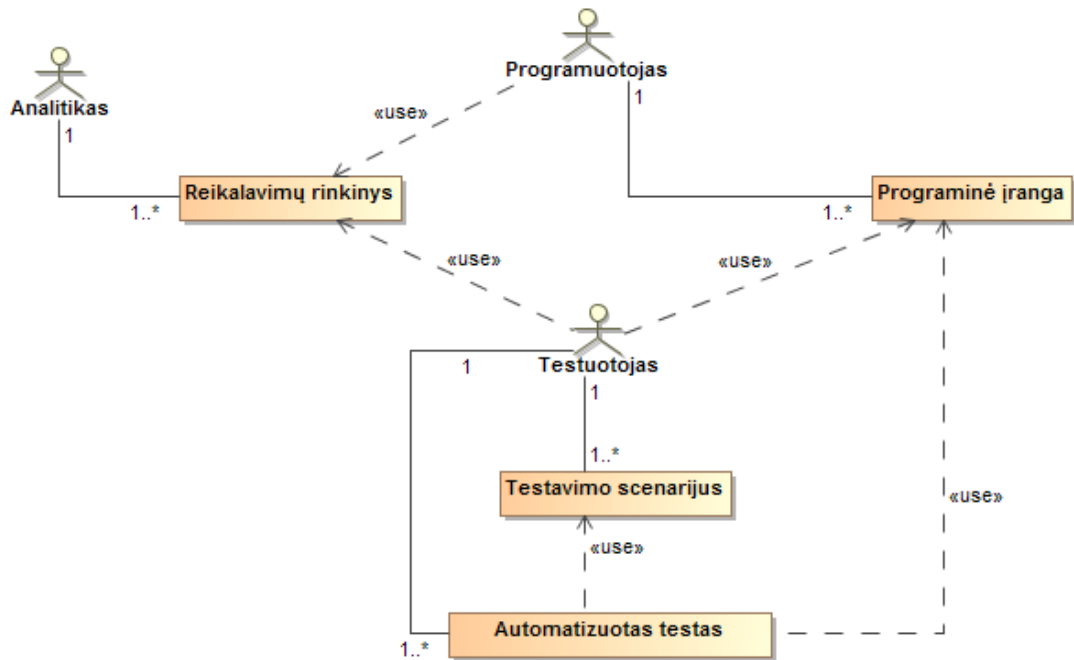 Programuotojas
Analitikas
«use»
1
1
Reikalavimų rinkinys
Programinė įranga
1..*
1..*
«use»
«use»
Testuotojas
1
1
1..*
Testavimo scenarijus
«use»
«use»
Automatizuotas testas
1..*